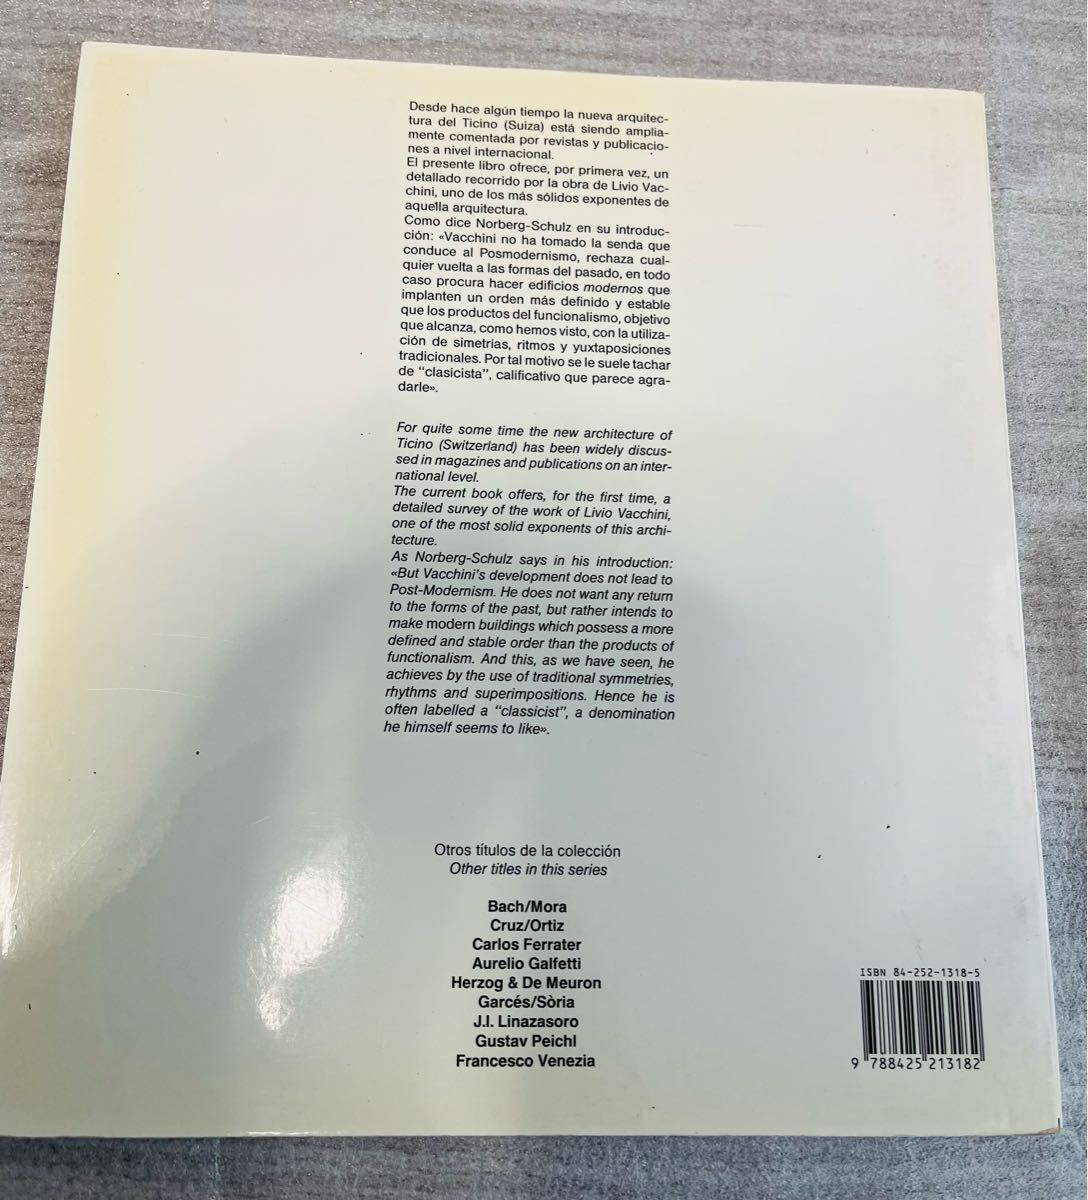 Desde hace algún tiempo la nueva arquitec-
tura del Ticino (Suiza) está siendo amplia-
mente comentada por revistas y publicacio-
nes a nivel internacional.
El presente libro ofrece, por primera vez, un
detallado recorrido por la obra de Livio Vac-
chini, uno de los más sólidos exponentes de
aquella arquitectura.
Como dice Norberg-Schulz en su introduc-
ción: «Vacchini no ha tomado la senda que
conduce al Posmodernismo, rechaza cual-
quier vuelta a las formas del pasado, en todo
caso procura hacer edificios modernos que
implanten un orden más definido y estable
que los productos del funcionalismo, objetivo
que alcanza, como hemos visto, con la utiliza-
ción de simetrías, ritmos y yuxtaposiciones
tradicionales. Por tal motivo se le suele tachar
de "clasicista", calificativo que parece agra-
darle».
For quite some time the new architecture of
Ticino (Switzerland) has been widely discus-
sed in magazines and publications on an inter-
national level.
The current book offers, for the first time, a
detailed survey of the work of Livio Vacchini,
one of the most solid exponents of this archi-
tecture.
As Norberg-Schulz says in his introduction:
«But Vacchini's development does not lead to
Post-Modernism. He does not want any return
to the forms of the past, but rather intends to
make modern buildings which possess a more
defined and stable order than the products of
functionalism. And this, as we have seen, he
achieves by the use of traditional symmetries,
rhythms and superimpositions. Hence he is
often labelled a "classicist", a denomination
he himself seems to like».
Otros títulos de la colección
Other titles in this series
Bach/Mora
Cruz/Ortiz
Carlos Ferrater
Aurelio Galfetti
Herzog & De Meuron
Garcés/Sòria
J.I. Linazasoro
Gustav Peichl
Francesco Venezia
ISBN 84-252-1318-5
9 788425 213182